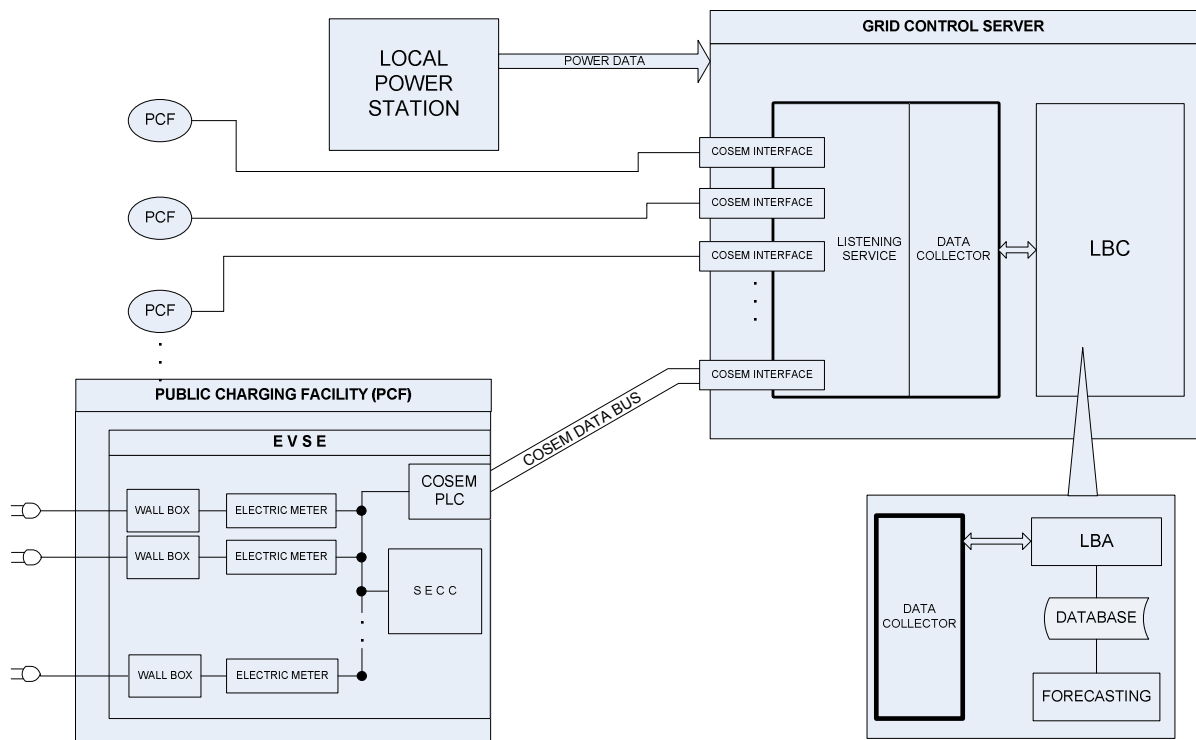 GRID CONTROL SERVER
LOCAL
POWER
STATION
POWER DATA
PCF
COSEM INTERFACE
COSEM INTERFACE
PCF
LISTENING
SERVICE
DATA
COLLECTOR
LBC
COSEM INTERFACE
PCF
COSEM INTERFACE
PUBLIC CHARGING FACILITY (PCF)
COSEM DATA BUS
E V S E
COSEM
PLC
WALL BOX
ELECTRIC METER
WALL BOX
ELECTRIC METER
S E C C
WALL BOX
ELECTRIC METER
LBA
DATA
COLLECTOR
DATABASE
FORECASTING